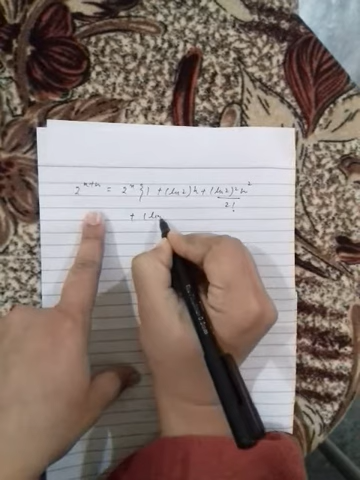 2^{x+h} = 2^x { 1 + (ln2)h + (ln2)^2 h^2 / 2!
+ (ln